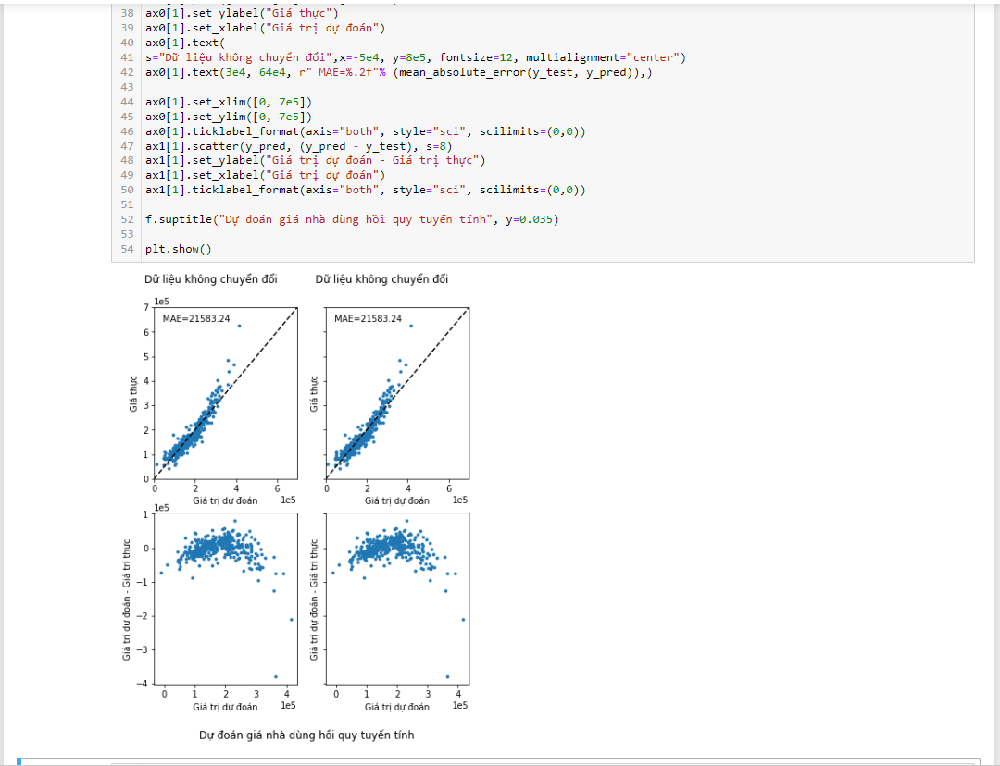 38 ax0[1].set_ylabel("Giá thực")
39 ax0[1].set_xlabel("Giá trị dự đoán")
40 ax0[1].text(
41 s="Dữ liệu không chuyển đổi",x=-5e4, y=8e5, fontsize=12, multialignment="center")
42 ax0[1].text(3e4, 64e4, r" MAE=%.2f"% (mean_absolute_error(y_test, y_pred)),)
43
44 ax0[1].set_xlim([0, 7e5])
45 ax0[1].set_ylim([0, 7e5])
46 ax0[1].ticklabel_format(axis="both", style="sci", scilimits=(0,0))
47 ax1[1].scatter(y_pred, (y_pred - y_test), s=8)
48 ax1[1].set_ylabel("Giá trị dự đoán - Giá trị thực")
49 ax1[1].set_xlabel("Giá trị dự đoán")
50 ax1[1].ticklabel_format(axis="both", style="sci", scilimits=(0,0))
51
52 f.suptitle("Dự đoán giá nhà dùng hồi quy tuyến tính", y=0.035)
53
54 plt.show()
Dữ liệu không chuyển đổi Dữ liệu không chuyển đổi
1e5
7
MAE=21583.24 MAE=21583.24
6
5
4
3
2
1
0
Giá thực Giá thực
0 2 4 6 0 2 4 6
Giá trị dự đoán 1e5 Giá trị dự đoán 1e5
1e5
1
0
−1
−2
−3
−4
Giá trị dự đoán - Giá trị thực Giá trị dự đoán - Giá trị thực
0 1 2 3 4 0 1 2 3 4
Giá trị dự đoán 1e5 Giá trị dự đoán 1e5
Dự đoán giá nhà dùng hồi quy tuyến tính